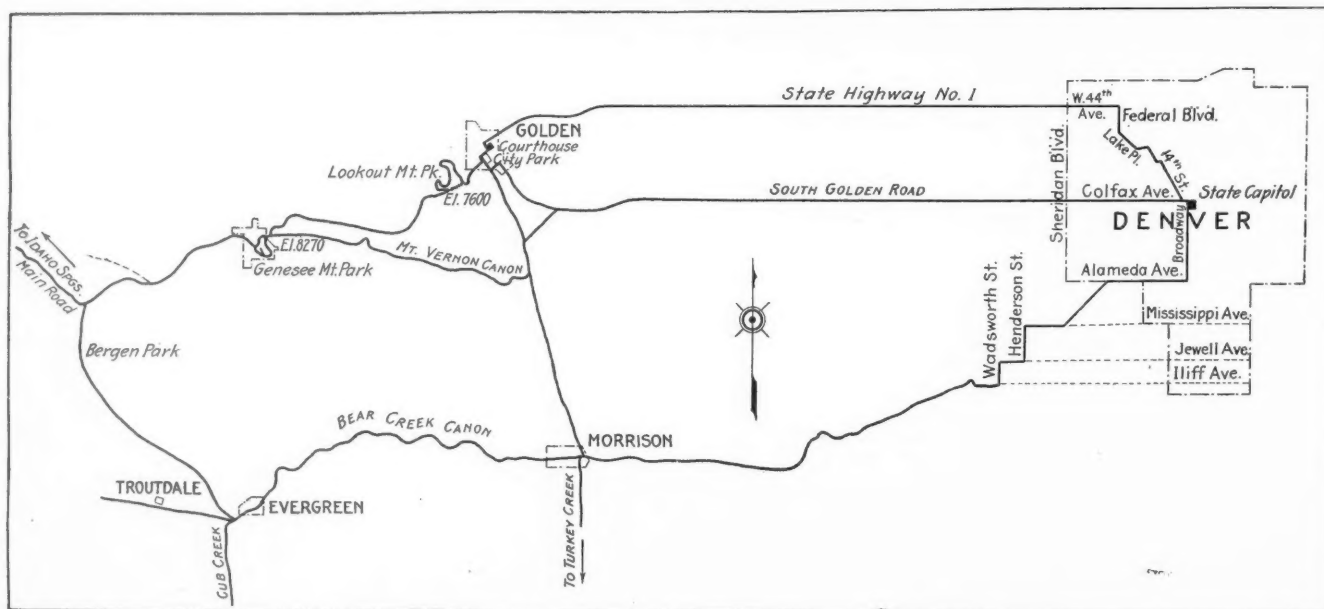 State Highway No. 1
W. 44th
Ave.
Federal Blvd.
GOLDEN
Courthouse
City Park
Lake Pl.
14th St.
Sheridan Blvd.
Lookout Mt. Pk.
El. 7600
SOUTH GOLDEN ROAD
Colfax Ave.
State Capitol
DENVER
Broadway
To IDAHO SPGS.
Main Road
El. 8270
Genesee Mt. Park
MT. VERNON CANON
Alameda Ave.
Wadsworth St.
Henderson St.
Mississippi Ave.
Bergen Park
Jewell Ave.
Iliff Ave.
BEAR CREEK CANON
MORRISON
TROUTDALE
EVERGREEN
CUB CREEK
TO TURKEY CREEK